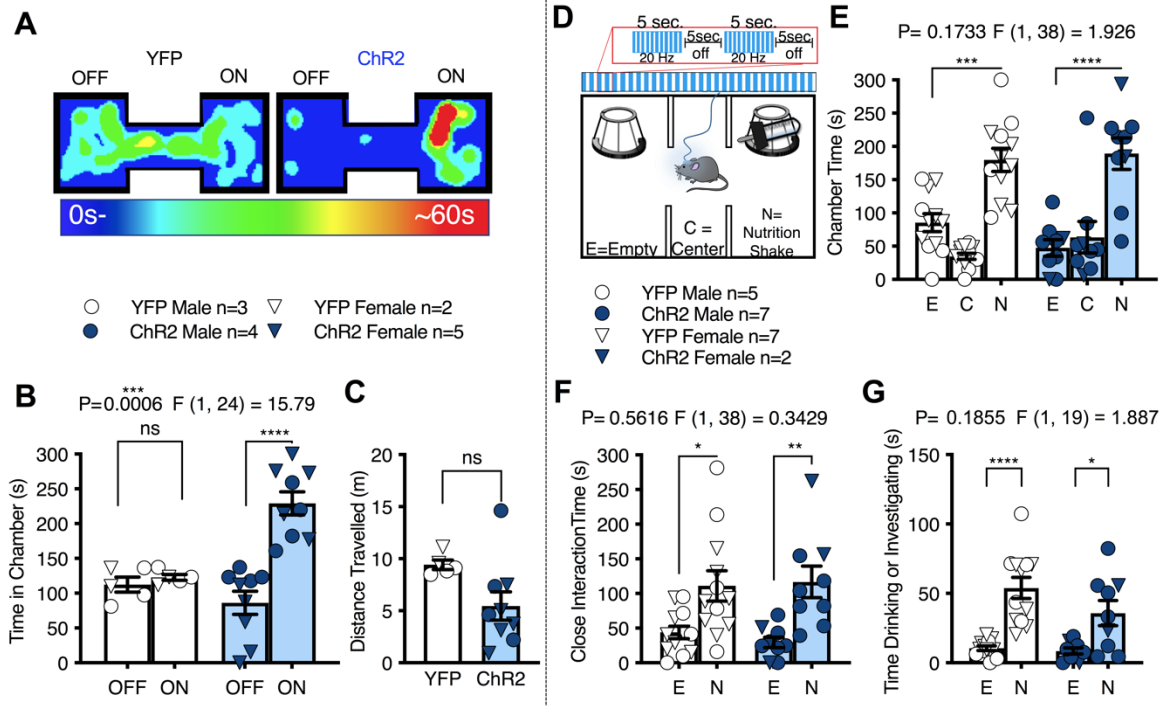 A
YFP
ChR2
OFF
ON
OFF
ON
0s-
~60s
YFP Male n=3
YFP Female n=2
ChR2 Male n=4
ChR2 Female n=5
B
***
P=0.0006 F (1, 24) = 15.79
ns
****
Time in Chamber (s)
300
250
200
150
100
50
0
OFF
ON
OFF
ON
C
ns
Distance Travelled (m)
20
15
10
5
0
YFP
ChR2
D
5 sec.
5 sec.
5sec
off
5sec
off
20 Hz
20 Hz
E=Empty
C =
Center
N=
Nutrition
Shake
YFP Male n=5
ChR2 Male n=7
YFP Female n=7
ChR2 Female n=2
E
P= 0.1733 F (1, 38) = 1.926
***
****
Chamber Time (s)
300
250
200
150
100
50
0
E
C
N
E
C
N
F
P= 0.5616 F (1, 38) = 0.3429
*
**
Close InteractionTime (s)
300
250
200
150
100
50
0
E
N
E
N
G
P= 0.1855 F (1, 19) = 1.887
****
*
Time Drinking or Investigating (s)
150
100
50
0
E
N
E
N